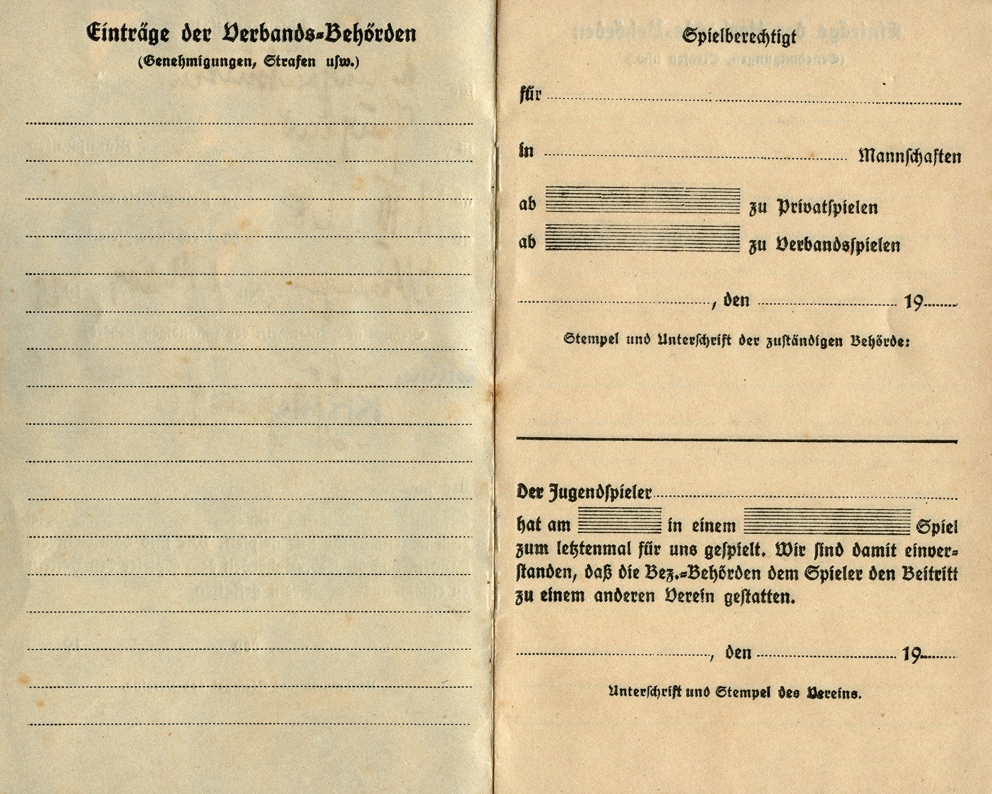 Einträge der Verbands-Behörden
(Genehmigungen, Strafen usw.)
Spielberechtigt
für
in Mannschaften
ab zu Privatspielen
ab zu Verbandsspielen
, den 19
Stempel und Unterschrift der zuständigen Behörde:
Der Jugendspieler
hat am in einem Spiel
zum letztenmal für uns gespielt. Wir sind damit einver-
standen, daß die Bez.-Behörden dem Spieler den Beitritt
zu einem anderen Verein gestatten.
, den 19
Unterschrift und Stempel des Vereins.